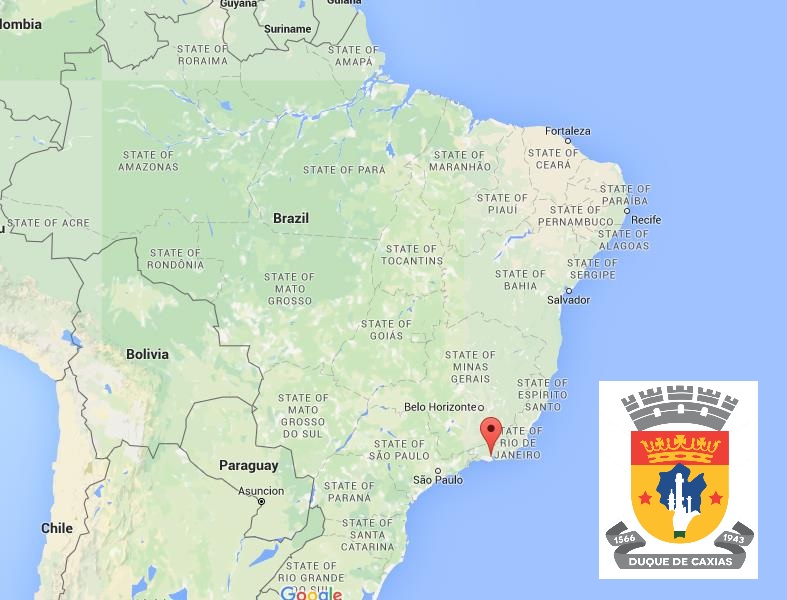 Guyana
Guiana
lombia
Suriname
STATE OF
RORAIMA
STATE OF
AMAPÁ
Fortaleza
STATE OF
AMAZONAS
STATE OF PARÁ
STATE OF
MARANHÃO
STATE OF
CEARÁ
STATE OF
PARAÍBA
STATE OF
PIAUÍ
STATE OF
PERNAMBUCO
Recife
STATE OF ACRE
u
Brazil
STATE OF
ALAGOAS
STATE OF
RONDÔNIA
STATE OF
TOCANTINS
STATE OF
SERGIPE
STATE OF
MATO
GROSSO
STATE OF
BAHIA
Salvador
STATE OF
GOIÁS
Bolivia
STATE OF
MINAS
GERAIS
STATE OF
ESPÍRITO
SANTO
STATE OF
MATO
GROSSO
DO SUL
Belo Horizonte
STATE OF
RIO DE
JANEIRO
STATE OF
SÃO PAULO
Paraguay
São Paulo
Asuncion
STATE OF
PARANÁ
Chile
STATE OF
SANTA
CATARINA
STATE OF
RIO GRANDE
DO SUL
Google
1566
1943
DUQUE DE CAXIAS